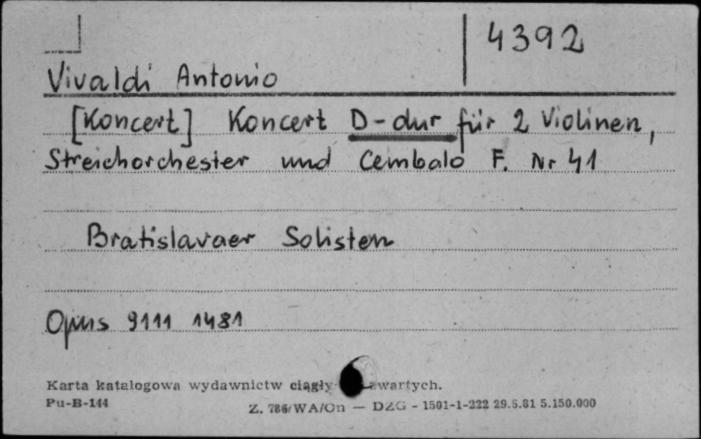 4392
Vivaldi Antonio
[Koncert] Koncert D-dur für 2 Violinen,
Streichorchester und Cembalo F. Nr 41
Bratislavaer Solisten
Opus 9111 1481
Karta katalogowa wydawnictw ciągły wartych.
Pu-B-144
Z. 786/WA/On — DZG - 1501-1-222 29.5.81 5.150.000